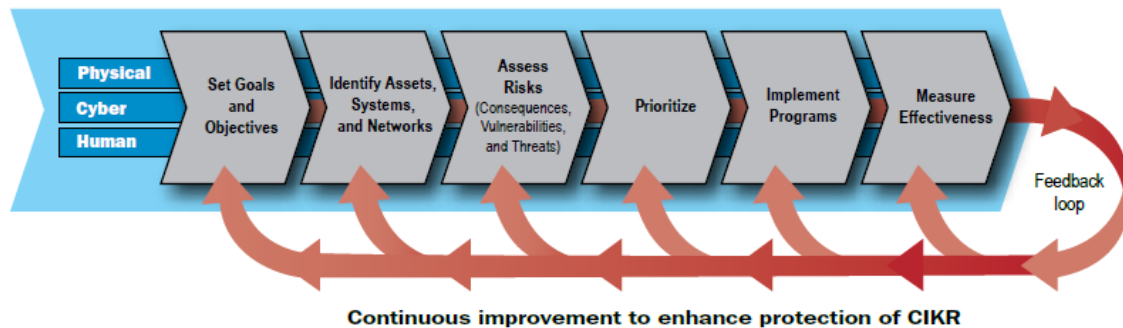 Physical
Cyber
Human
Set Goals
and
Objectives
Identify Assets,
Systems,
and Networks
Assess
Risks
(Consequences,
Vulnerabilities,
and Threats)
Prioritize
Implement
Programs
Measure
Effectiveness
Feedback
loop
Continuous improvement to enhance protection of CIKR